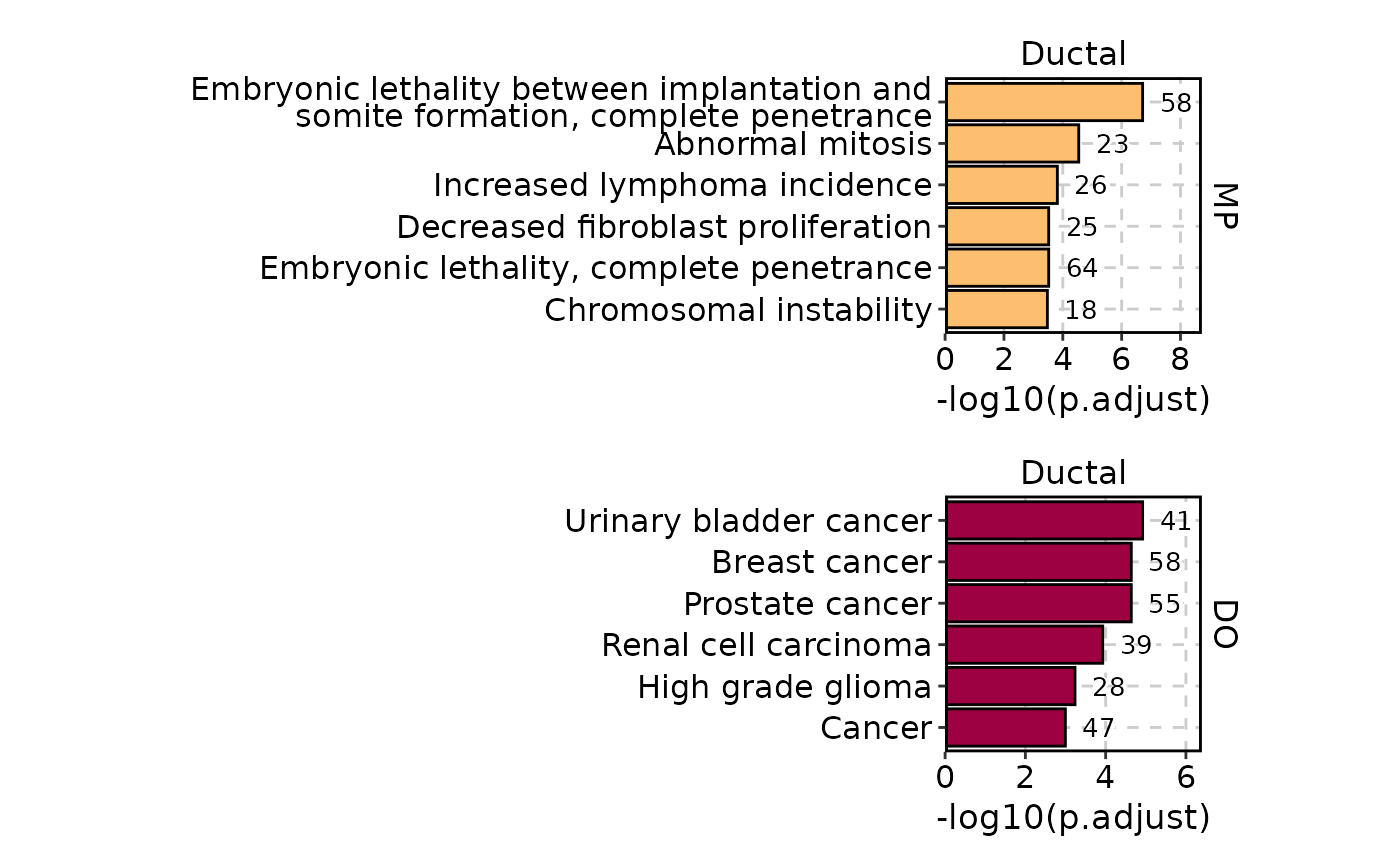 Ductal
Embryonic lethality between implantation and
somite formation, complete penetrance
58
Abnormal mitosis
23
Increased lymphoma incidence
26
Decreased fibroblast proliferation
25
Embryonic lethality, complete penetrance
64
Chromosomal instability
18
MP
0 2 4 6 8
-log10(p.adjust)
Ductal
Urinary bladder cancer
41
Breast cancer
58
Prostate cancer
55
Renal cell carcinoma
39
High grade glioma
28
Cancer
47
DO
0 2 4 6
-log10(p.adjust)